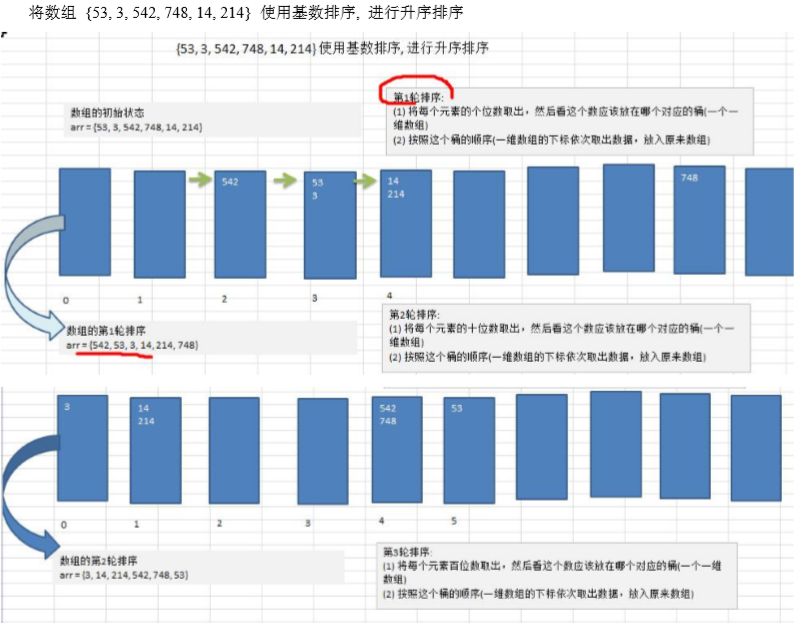 将数组 {53, 3, 542, 748, 14, 214} 使用基数排序, 进行升序排序
{53, 3, 542, 748, 14, 214} 使用基数排序, 进行升序排序
数组的初始状态
arr = {53, 3, 542, 748, 14, 214}
第1轮排序:
(1) 将每个元素的个位数取出，然后看这个数应该放在哪个对应的桶(一个一
维数组)
(2) 按照这个桶的顺序(一维数组的下标依次取出数据，放入原来数组)
542
53
3
14
214
748
0
1
2
3
4
数组的第1轮排序
arr = {542, 53, 3, 14, 214, 748}
第2轮排序:
(1) 将每个元素的十位数取出，然后看这个数应该放在哪个对应的桶(一个一
维数组)
(2) 按照这个桶的顺序(一维数组的下标依次取出数据，放入原来数组)
3
14
214
542
748
53
0
1
2
3
4
5
数组的第2轮排序
arr = {3, 14, 214, 542, 748, 53}
第3轮排序:
(1) 将每个元素百位数取出，然后看这个数应该放在哪个对应的桶(一个一维
数组)
(2) 按照这个桶的顺序(一维数组的下标依次取出数据，放入原来数组)